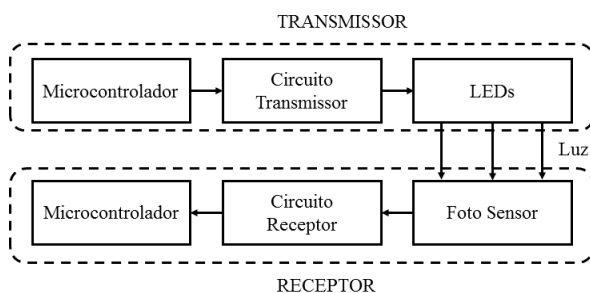 TRANSMISSOR
Microcontrolador
Circuito
Transmissor
LEDs
Luz
Microcontrolador
Circuito
Receptor
Foto Sensor
RECEPTOR